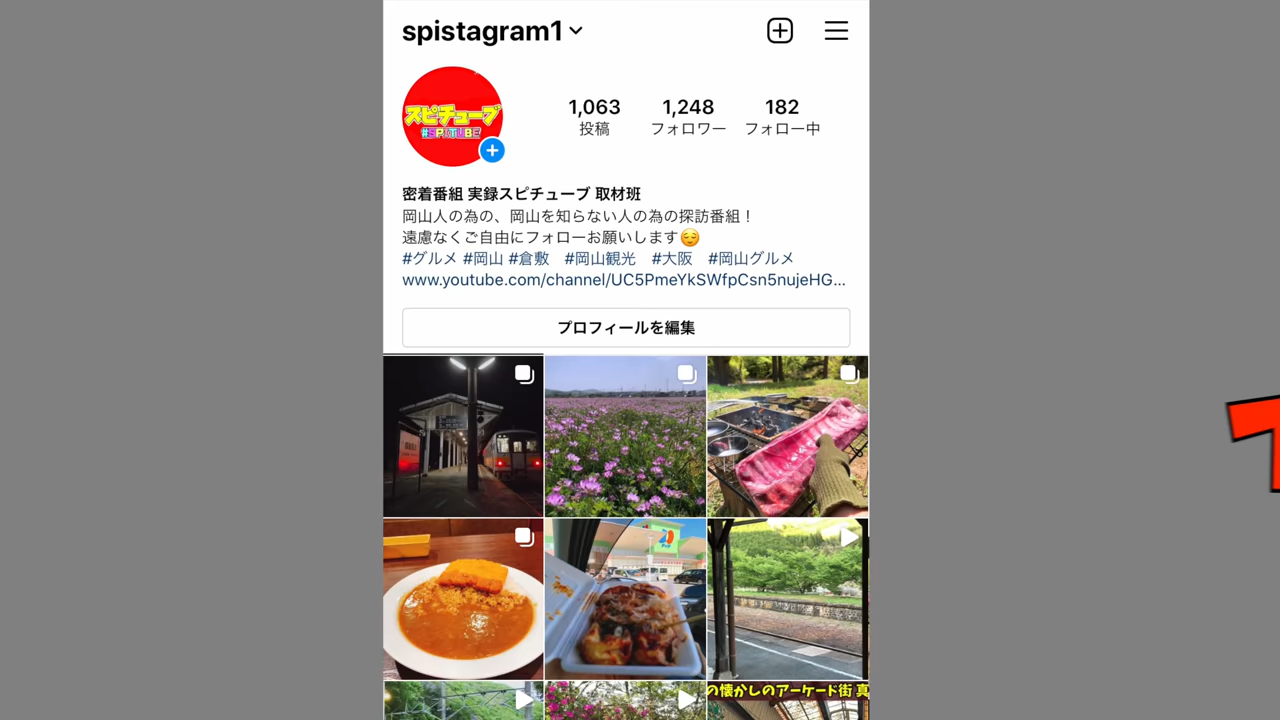 spistagram1
スピチューブ
#SPITUBE
1,063
投稿
1,248
フォロワー
182
フォロー中
密着番組 実録スピチューブ 取材班
岡山人の為の、岡山を知らない人の為の探訪番組！
遠慮なくご自由にフォローお願いします😌
#グルメ #岡山 #倉敷 #岡山観光 #大阪 #岡山グルメ
www.youtube.com/channel/UC5PmeYkSWfpCsn5nujeHG...
プロフィールを編集
の懐かしのアーケード街 真